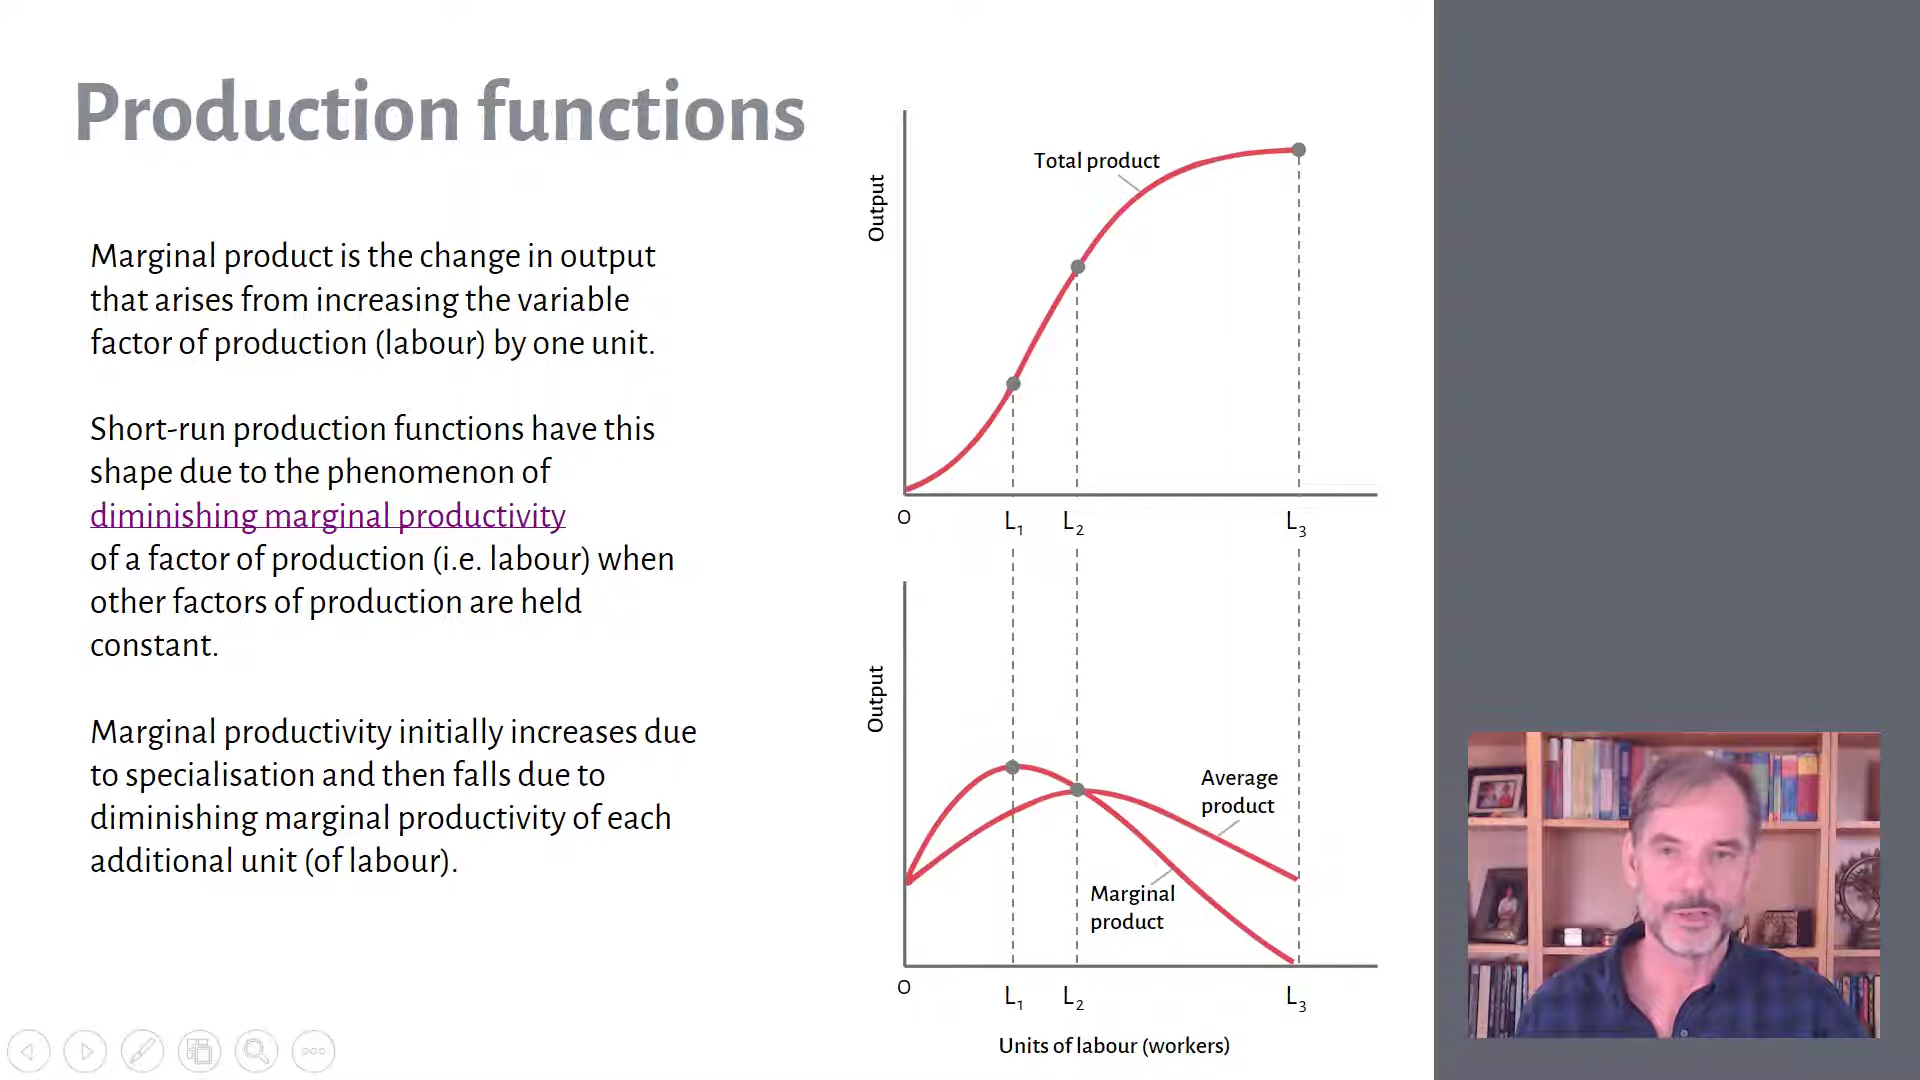 Production functions
Marginal product is the change in output
that arises from increasing the variable
factor of production (labour) by one unit.
Short-run production functions have this
shape due to the phenomenon of
diminishing marginal productivity
of a factor of production (i.e. labour) when
other factors of production are held
constant.
Marginal productivity initially increases due
to specialisation and then falls due to
diminishing marginal productivity of each
additional unit (of labour).
Output
Total product
O
L₁
L₂
L₃
Output
Average
product
Marginal
product
O
L₁
L₂
L₃
Units of labour (workers)